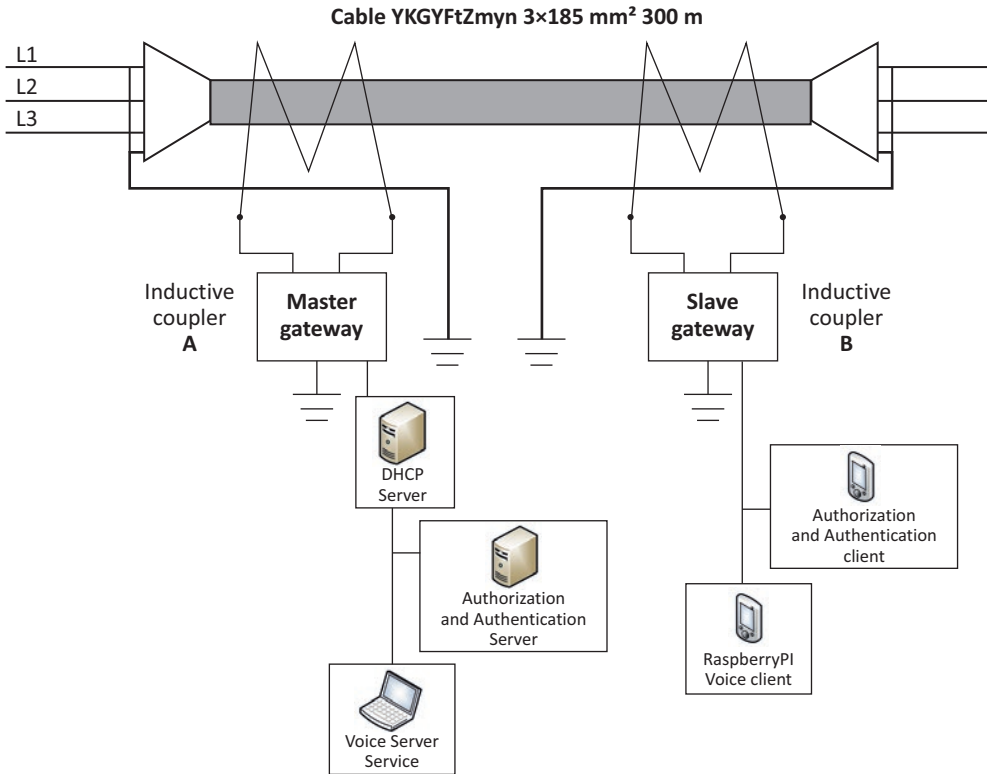 Cable YKGYFtZmyn 3×185 mm² 300 m
L1
L2
L3
Inductive
coupler
A
Master
gateway
Slave
gateway
Inductive
coupler
B
DHCP
Server
Authorization
and Authentication
Server
Voice Server
Service
Authorization
and Authentication
client
RaspberryPI
Voice client